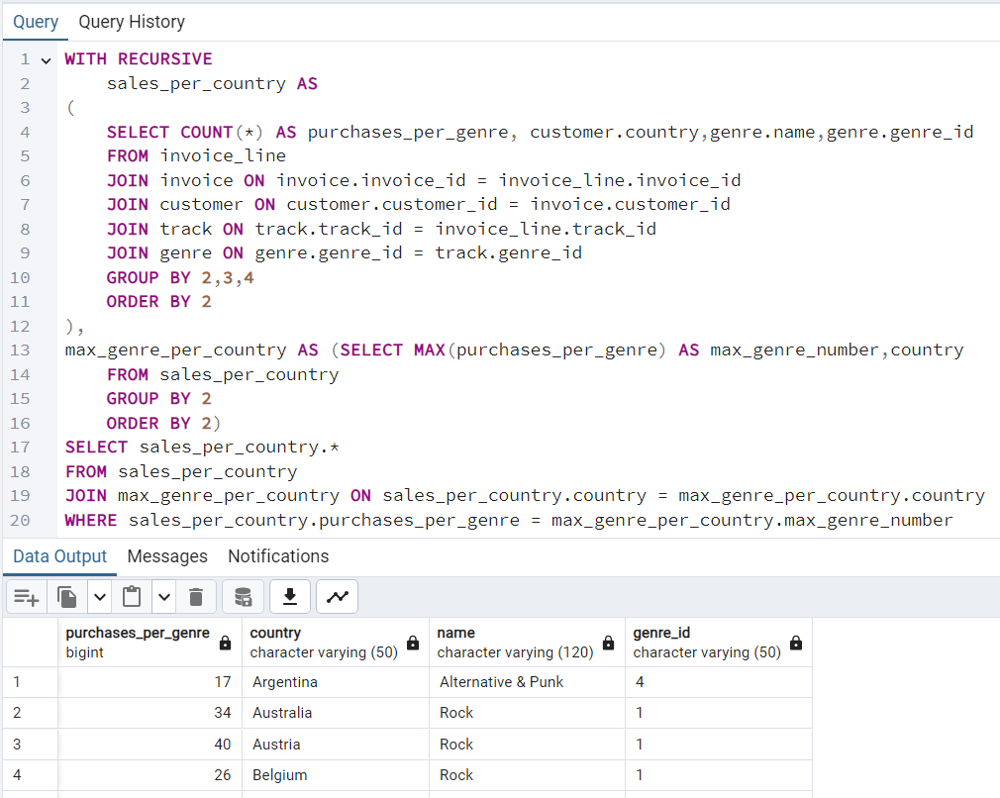 Query Query History
1 WITH RECURSIVE
2 sales_per_country AS
3 (
4 SELECT COUNT(*) AS purchases_per_genre, customer.country,genre.name,genre.genre_id
5 FROM invoice_line
6 JOIN invoice ON invoice.invoice_id = invoice_line.invoice_id
7 JOIN customer ON customer.customer_id = invoice.customer_id
8 JOIN track ON track.track_id = invoice_line.track_id
9 JOIN genre ON genre.genre_id = track.genre_id
10 GROUP BY 2,3,4
11 ORDER BY 2
12 ),
13 max_genre_per_country AS (SELECT MAX(purchases_per_genre) AS max_genre_number,country
14 FROM sales_per_country
15 GROUP BY 2
16 ORDER BY 2)
17 SELECT sales_per_country.*
18 FROM sales_per_country
19 JOIN max_genre_per_country ON sales_per_country.country = max_genre_per_country.country
20 WHERE sales_per_country.purchases_per_genre = max_genre_per_country.max_genre_number
Data Output Messages Notifications
purchases_per_genre country name genre_id
bigint character varying (50) character varying (120) character varying (50)
1 17 Argentina Alternative & Punk 4
2 34 Australia Rock 1
3 40 Austria Rock 1
4 26 Belgium Rock 1